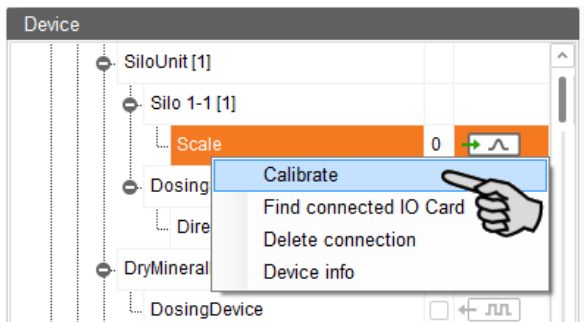 Device
SiloUnit [1]
Silo 1-1 [1]
Scale 0
Calibrate
Dosing
Find connected IO Card
Dire
Delete connection
DryMineral
Device info
DosingDevice